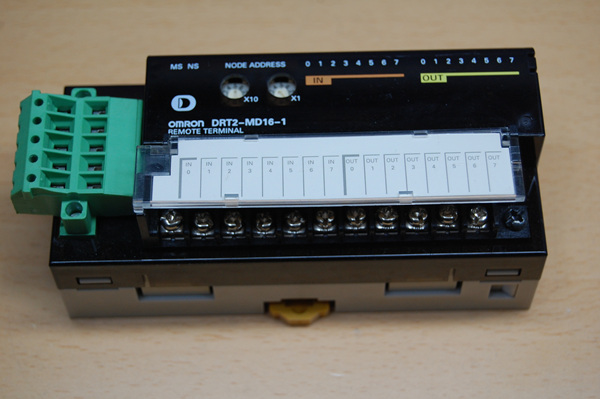 MS NS NODE ADDRESS 0 1 2 3 4 5 6 7 0 1 2 3 4 5 6 7
IN OUT
X10 X1
D
OMRON DRT2-MD16-1
REMOTE TERMINAL
IN IN IN IN IN IN IN IN OUT OUT OUT OUT OUT OUT OUT OUT
0 1 2 3 4 5 6 7 0 1 2 3 4 5 6 7